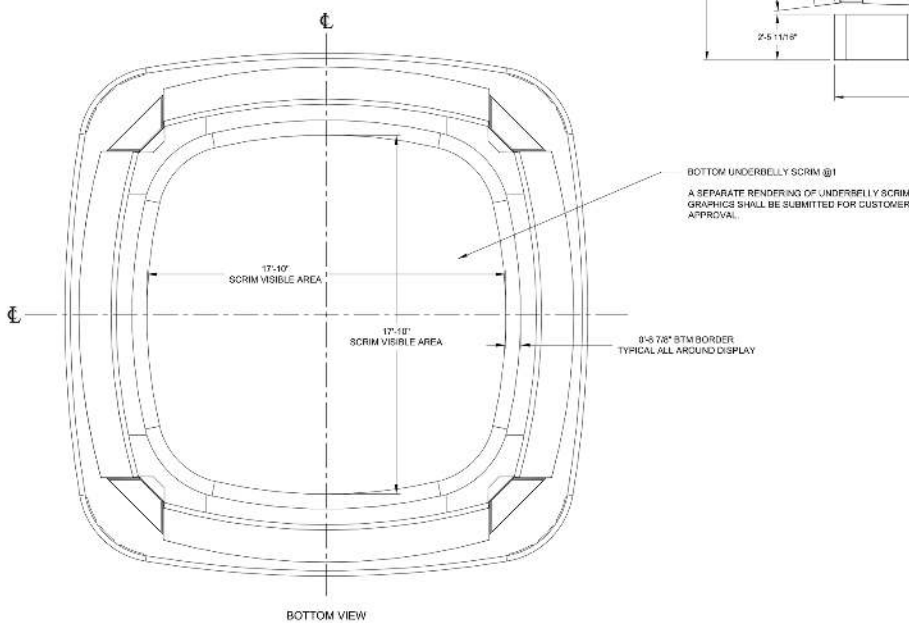 ℄
2'-5 11/16"
BOTTOM UNDERBELLY SCRIM @1
A SEPARATE RENDERING OF UNDERBELLY SCRIM
GRAPHICS SHALL BE SUBMITTED FOR CUSTOMER
APPROVAL.
17'-10"
SCRIM VISIBLE AREA
℄
17'-10"
SCRIM VISIBLE AREA
0'-8 7/8" BTM BORDER
TYPICAL ALL AROUND DISPLAY
BOTTOM VIEW